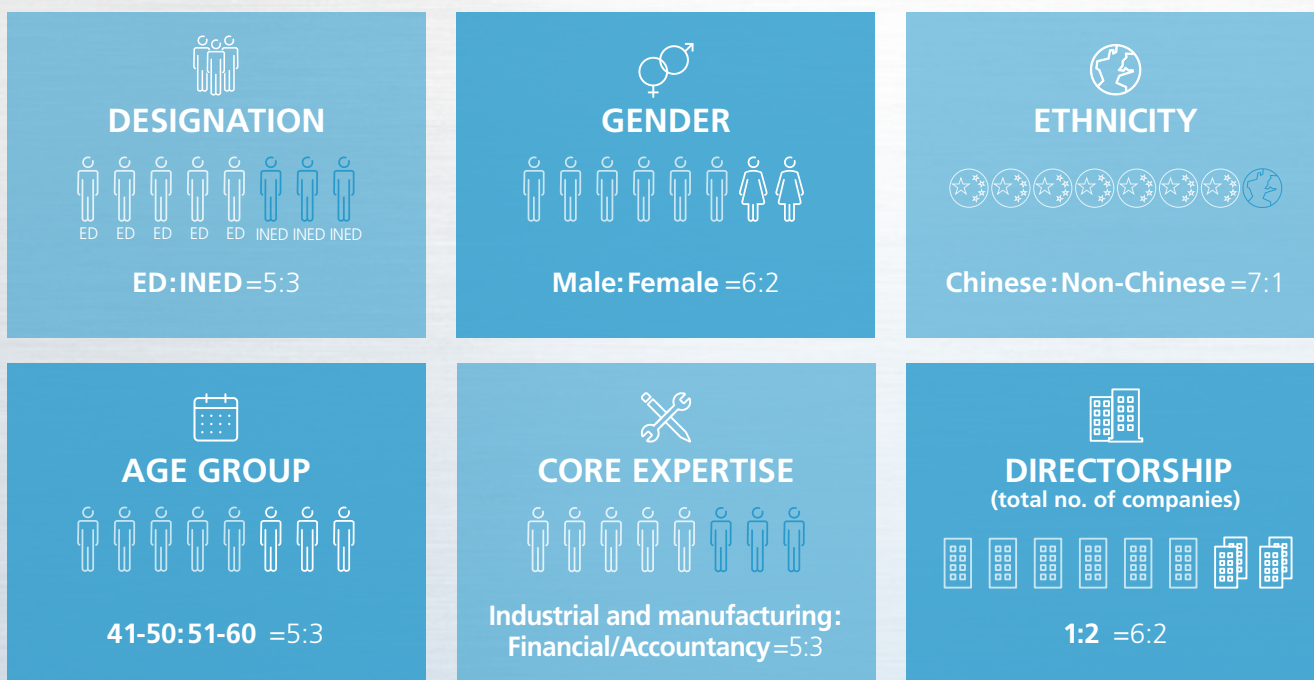 DESIGNATION
ED ED ED ED ED INED INED INED
ED:INED=5:3
GENDER
Male:Female =6:2
ETHNICITY
Chinese:Non-Chinese=7:1
AGE GROUP
41-50:51-60 =5:3
CORE EXPERTISE
Industrial and manufacturing:
Financial/Accountancy=5:3
DIRECTORSHIP
(total no. of companies)
1:2 =6:2